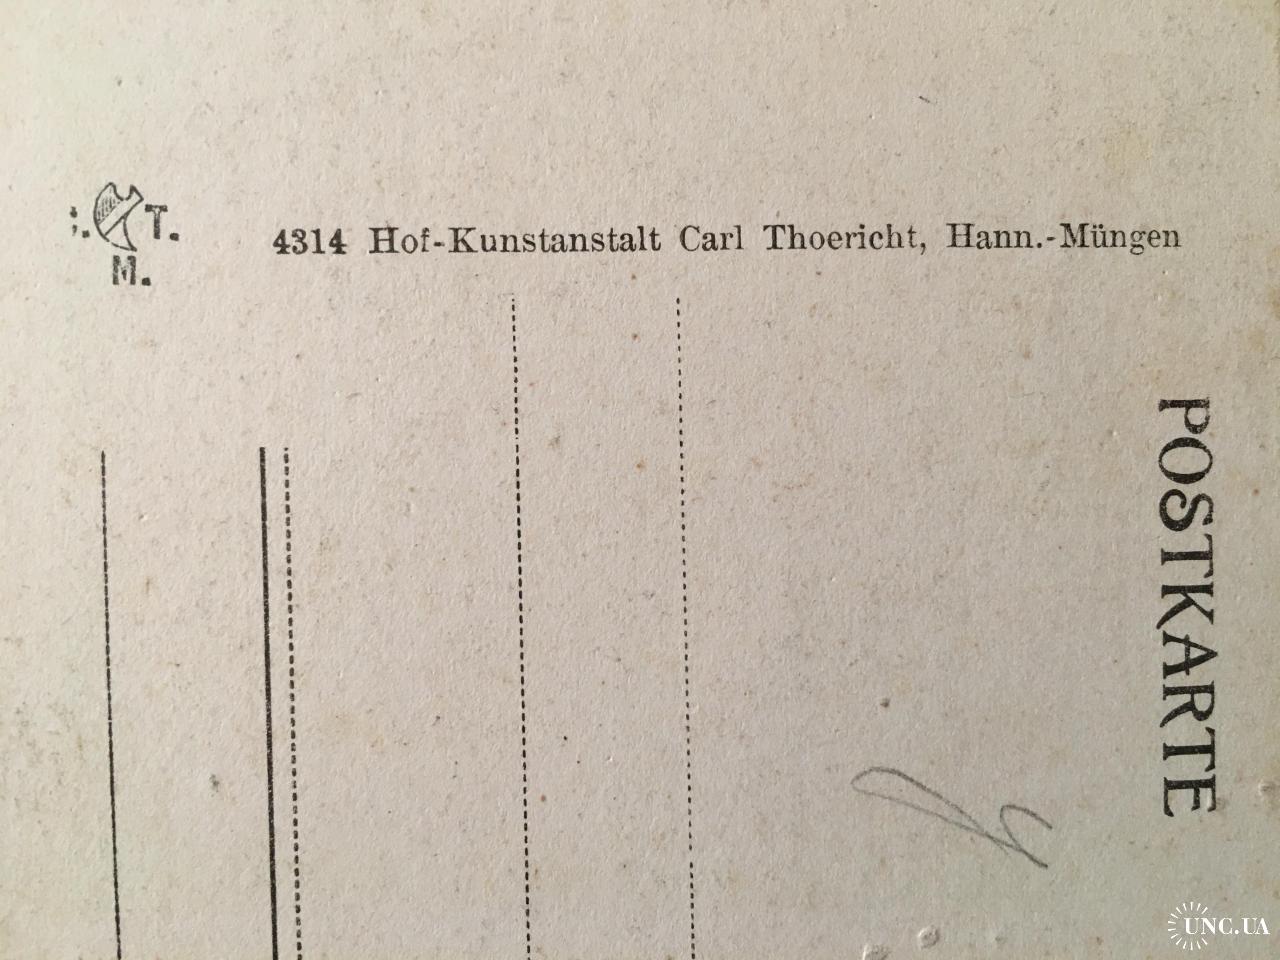 :. T.
M.
4314 Hof-Kunstanstalt Carl Thoericht, Hann.-Müngen
POSTKARTE
UNC.UA